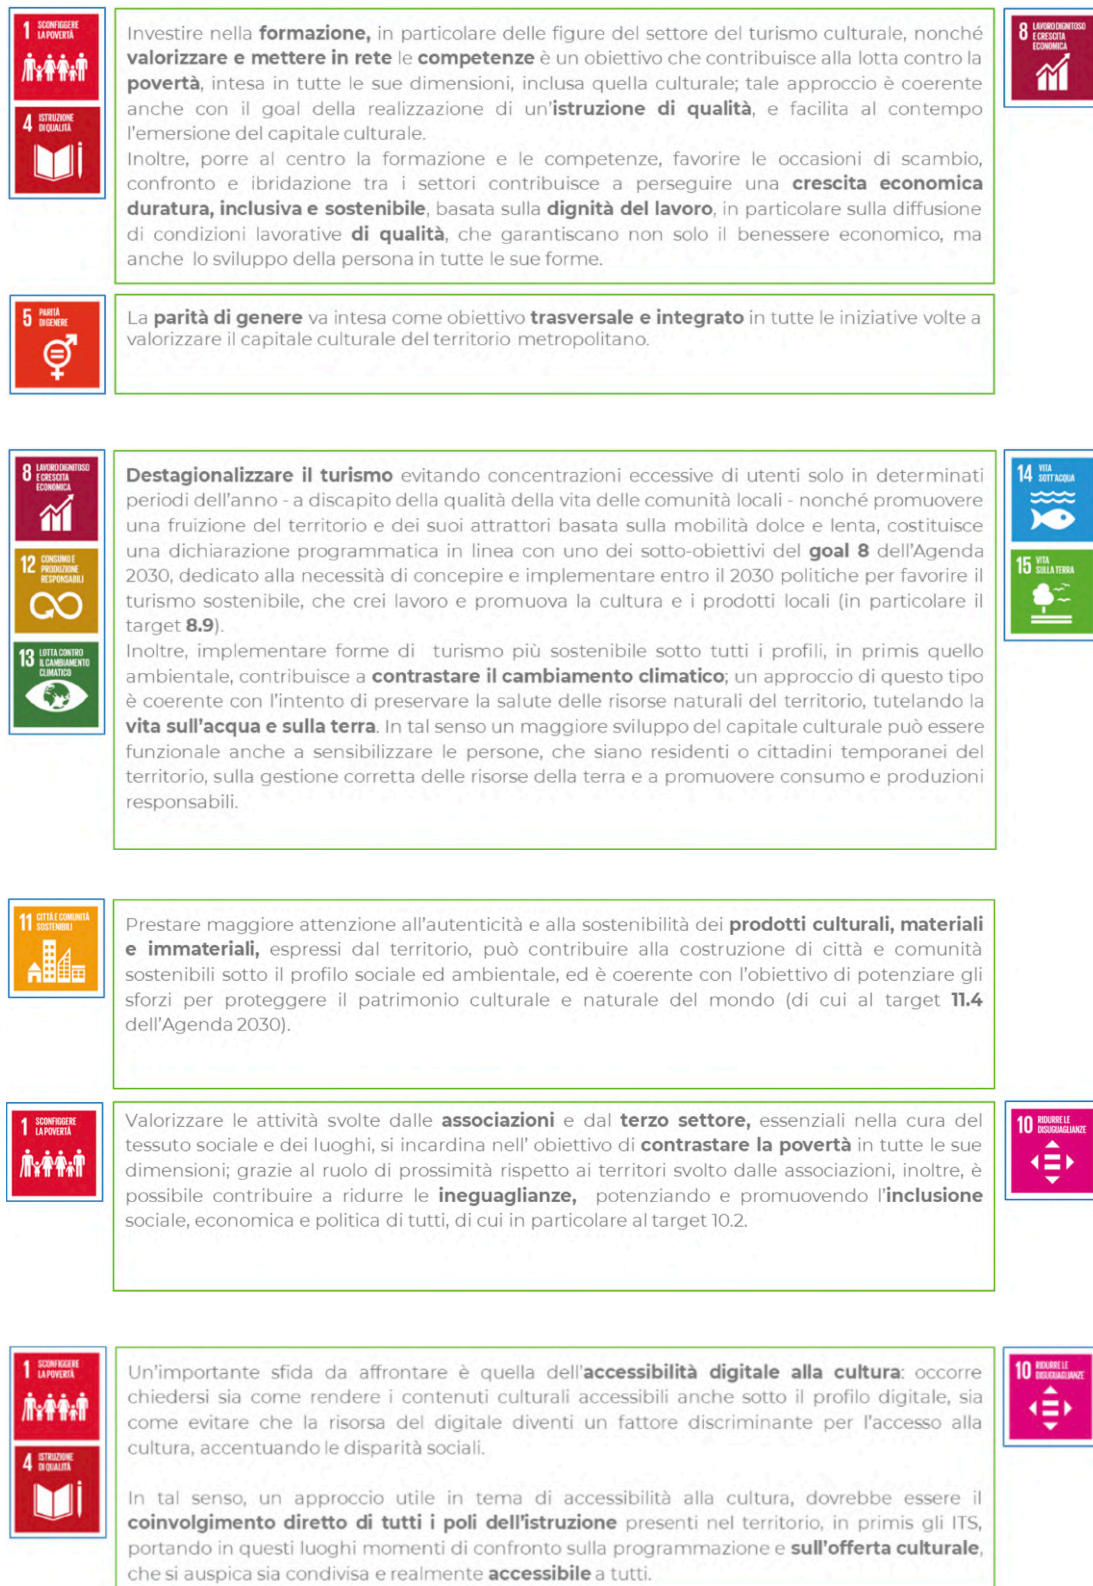 1 SCONFIGGERE
LA POVERTÀ
4 ISTRUZIONE
DI QUALITÀ
Investire nella formazione, in particolare delle figure del settore del turismo culturale, nonché
valorizzare e mettere in rete le competenze è un obiettivo che contribuisce alla lotta contro la
povertà, intesa in tutte le sue dimensioni, inclusa quella culturale; tale approccio è coerente
anche con il goal della realizzazione di un'istruzione di qualità, e facilita al contempo
l'emersione del capitale culturale.
Inoltre, porre al centro la formazione e le competenze, favorire le occasioni di scambio,
confronto e ibridazione tra i settori contribuisce a perseguire una crescita economica
duratura, inclusiva e sostenibile, basata sulla dignità del lavoro, in particolare sulla diffusione
di condizioni lavorative di qualità, che garantiscano non solo il benessere economico, ma
anche lo sviluppo della persona in tutte le sue forme.
8 LAVORO DIGNITOSO
E CRESCITA
ECONOMICA
5 PARITÀ
DI GENERE
La parità di genere va intesa come obiettivo trasversale e integrato in tutte le iniziative volte a
valorizzare il capitale culturale del territorio metropolitano.
8 LAVORO DIGNITOSO
E CRESCITA
ECONOMICA
12 CONSUMO E
PRODUZIONE
RESPONSABILI
13 LOTTA CONTRO
IL CAMBIAMENTO
CLIMATICO
Destagionalizzare il turismo evitando concentrazioni eccessive di utenti solo in determinati
periodi dell'anno - a discapito della qualità della vita delle comunità locali - nonché promuovere
una fruizione del territorio e dei suoi attrattori basata sulla mobilità dolce e lenta, costituisce
una dichiarazione programmatica in linea con uno dei sotto-obiettivi del goal 8 dell'Agenda
2030, dedicato alla necessità di concepire e implementare entro il 2030 politiche per favorire il
turismo sostenibile, che crei lavoro e promuova la cultura e i prodotti locali (in particolare il
target 8.9).
Inoltre, implementare forme di turismo più sostenibile sotto tutti i profili, in primis quello
ambientale, contribuisce a contrastare il cambiamento climatico; un approccio di questo tipo
è coerente con l'intento di preservare la salute delle risorse naturali del territorio, tutelando la
vita sull'acqua e sulla terra. In tal senso un maggiore sviluppo del capitale culturale può essere
funzionale anche a sensibilizzare le persone, che siano residenti o cittadini temporanei del
territorio, sulla gestione corretta delle risorse della terra e a promuovere consumo e produzioni
responsabili.
14 VITA
SOTT'ACQUA
15 VITA
SULLA TERRA
11 CITTÀ E COMUNITÀ
SOSTENIBILI
Prestare maggiore attenzione all'autenticità e alla sostenibilità dei prodotti culturali, materiali
e immateriali, espressi dal territorio, può contribuire alla costruzione di città e comunità
sostenibili sotto il profilo sociale ed ambientale, ed è coerente con l'obiettivo di potenziare gli
sforzi per proteggere il patrimonio culturale e naturale del mondo (di cui al target 11.4
dell'Agenda 2030).
1 SCONFIGGERE
LA POVERTÀ
Valorizzare le attività svolte dalle associazioni e dal terzo settore, essenziali nella cura del
tessuto sociale e dei luoghi, si incardina nell' obiettivo di contrastare la povertà in tutte le sue
dimensioni; grazie al ruolo di prossimità rispetto ai territori svolto dalle associazioni, inoltre, è
possibile contribuire a ridurre le ineguaglianze, potenziando e promuovendo l'inclusione
sociale, economica e politica di tutti, di cui in particolare al target 10.2.
10 RIDURRE LE
DISUGUAGLIANZE
1 SCONFIGGERE
LA POVERTÀ
4 ISTRUZIONE
DI QUALITÀ
Un'importante sfida da affrontare è quella dell'accessibilità digitale alla cultura: occorre
chiedersi sia come rendere i contenuti culturali accessibili anche sotto il profilo digitale, sia
come evitare che la risorsa del digitale diventi un fattore discriminante per l'accesso alla
cultura, accentuando le disparità sociali.
In tal senso, un approccio utile in tema di accessibilità alla cultura, dovrebbe essere il
coinvolgimento diretto di tutti i poli dell'istruzione presenti nel territorio, in primis gli ITS,
portando in questi luoghi momenti di confronto sulla programmazione e sull'offerta culturale,
che si auspica sia condivisa e realmente accessibile a tutti.
10 RIDURRE LE
DISUGUAGLIANZE